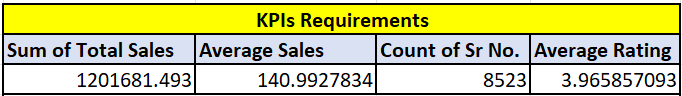 KPIs Requirements
Sum of Total Sales Average Sales Count of Sr No. Average Rating
1201681.493 140.9927834 8523 3.965857093